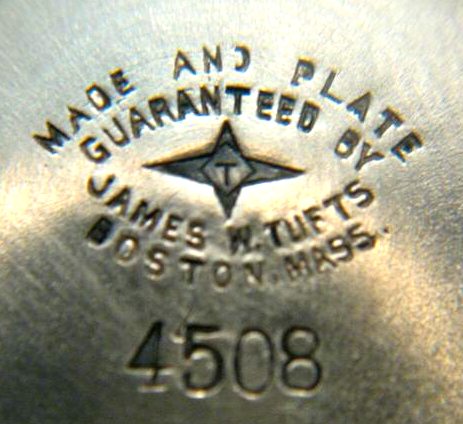 MADE AND PLATE
GUARANTEED BY
T
JAMES W. TUFTS
BOSTON. MASS.
4508